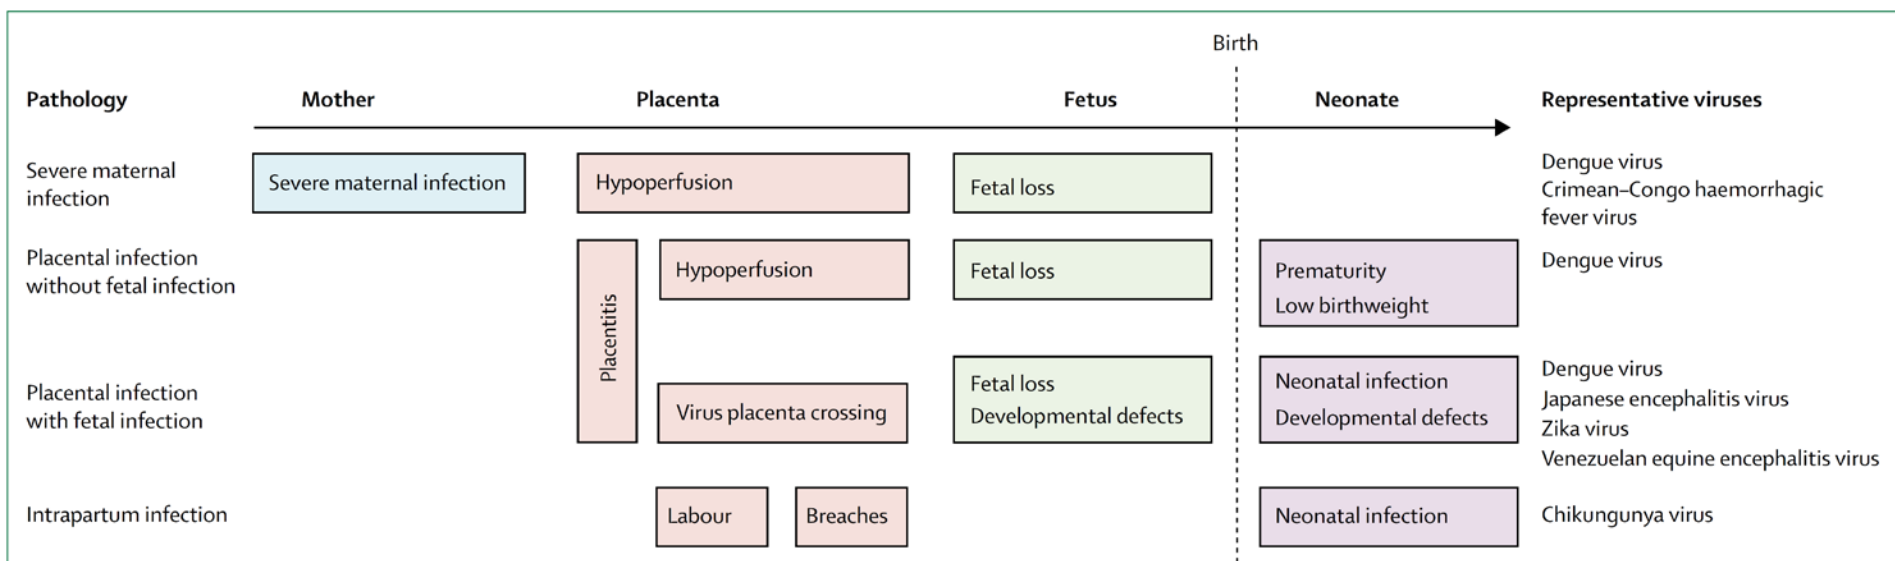 Birth
Pathology
Mother
Placenta
Fetus
Neonate
Representative viruses
Severe maternal
infection
Severe maternal infection
Hypoperfusion
Fetal loss
Dengue virus
Crimean–Congo haemorrhagic
fever virus
Placental infection
without fetal infection
Placentitis
Hypoperfusion
Fetal loss
Prematurity
Low birthweight
Dengue virus
Placental infection
with fetal infection
Virus placenta crossing
Fetal loss
Developmental defects
Neonatal infection
Developmental defects
Dengue virus
Japanese encephalitis virus
Zika virus
Venezuelan equine encephalitis virus
Intrapartum infection
Labour
Breaches
Neonatal infection
Chikungunya virus